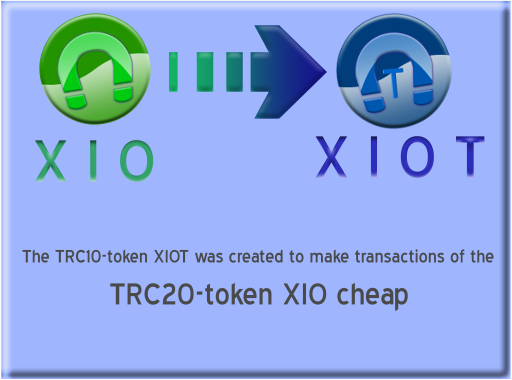 T
XIO XIOT
The TRC10-token XIOT was created to make transactions of the
TRC20-token XIO cheap